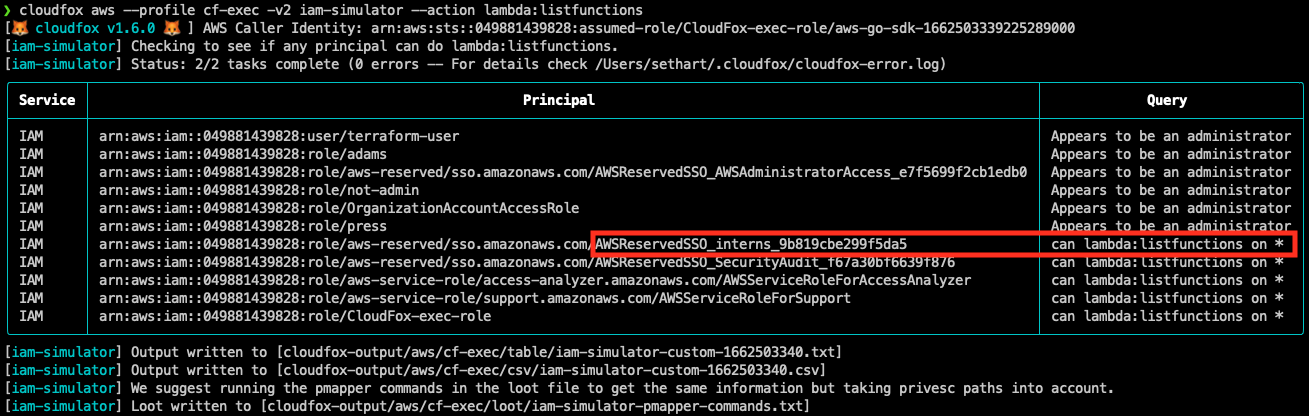 ❯ cloudfox aws --profile cf-exec -v2 iam-simulator --action lambda:listfunctions
[🦊 cloudfox v1.6.0 🦊 ] AWS Caller Identity: arn:aws:sts::049881439828:assumed-role/CloudFox-exec-role/aws-go-sdk-1662503339225289000
[iam-simulator] Checking to see if any principal can do lambda:listfunctions.
[iam-simulator] Status: 2/2 tasks complete (0 errors -- For details check /Users/sethart/.cloudfox/cloudfox-error.log)
Service Principal Query
IAM arn:aws:iam::049881439828:user/terraform-user Appears to be an administrator
IAM arn:aws:iam::049881439828:role/adams Appears to be an administrator
IAM arn:aws:iam::049881439828:role/aws-reserved/sso.amazonaws.com/AWSReservedSSO_AWSAdministratorAccess_e7f5699f2cb1edb0 Appears to be an administrator
IAM arn:aws:iam::049881439828:role/not-admin Appears to be an administrator
IAM arn:aws:iam::049881439828:role/OrganizationAccountAccessRole Appears to be an administrator
IAM arn:aws:iam::049881439828:role/press Appears to be an administrator
IAM arn:aws:iam::049881439828:role/aws-reserved/sso.amazonaws.com/AWSReservedSSO_interns_9b819cbe299f5da5 can lambda:listfunctions on *
IAM arn:aws:iam::049881439828:role/aws-reserved/sso.amazonaws.com/AWSReservedSSO_SecurityAudit_f67a30bf6639f876 can lambda:listfunctions on *
IAM arn:aws:iam::049881439828:role/aws-service-role/access-analyzer.amazonaws.com/AWSServiceRoleForAccessAnalyzer can lambda:listfunctions on *
IAM arn:aws:iam::049881439828:role/aws-service-role/support.amazonaws.com/AWSServiceRoleForSupport can lambda:listfunctions on *
IAM arn:aws:iam::049881439828:role/CloudFox-exec-role can lambda:listfunctions on *
[iam-simulator] Output written to [cloudfox-output/aws/cf-exec/table/iam-simulator-custom-1662503340.txt]
[iam-simulator] Output written to [cloudfox-output/aws/cf-exec/csv/iam-simulator-custom-1662503340.csv]
[iam-simulator] We suggest running the pmapper commands in the loot file to get the same information but taking privesc paths into account.
[iam-simulator] Loot written to [cloudfox-output/aws/cf-exec/loot/iam-simulator-pmapper-commands.txt]